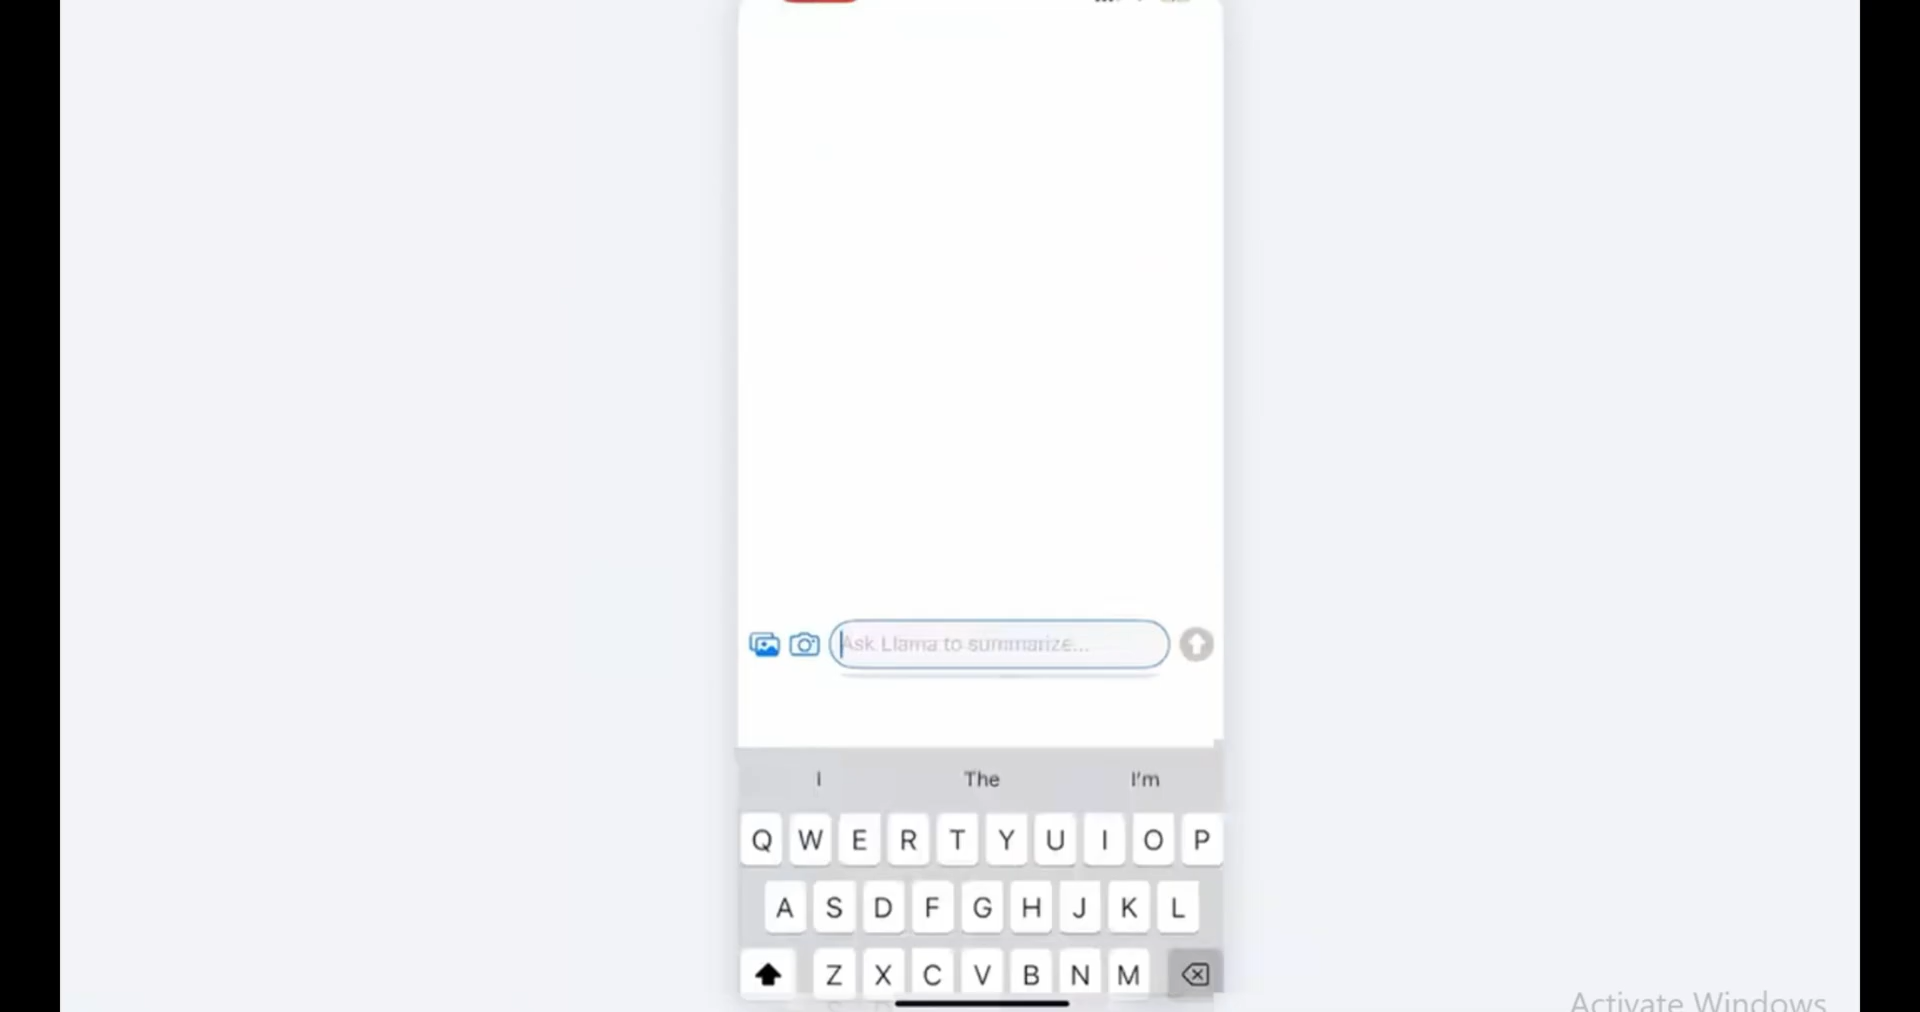 Ask Llama to summarize...
I The I'm
Q W E R T Y U I O P
A S D F G H J K L
Z X C V B N M
Activate Windows